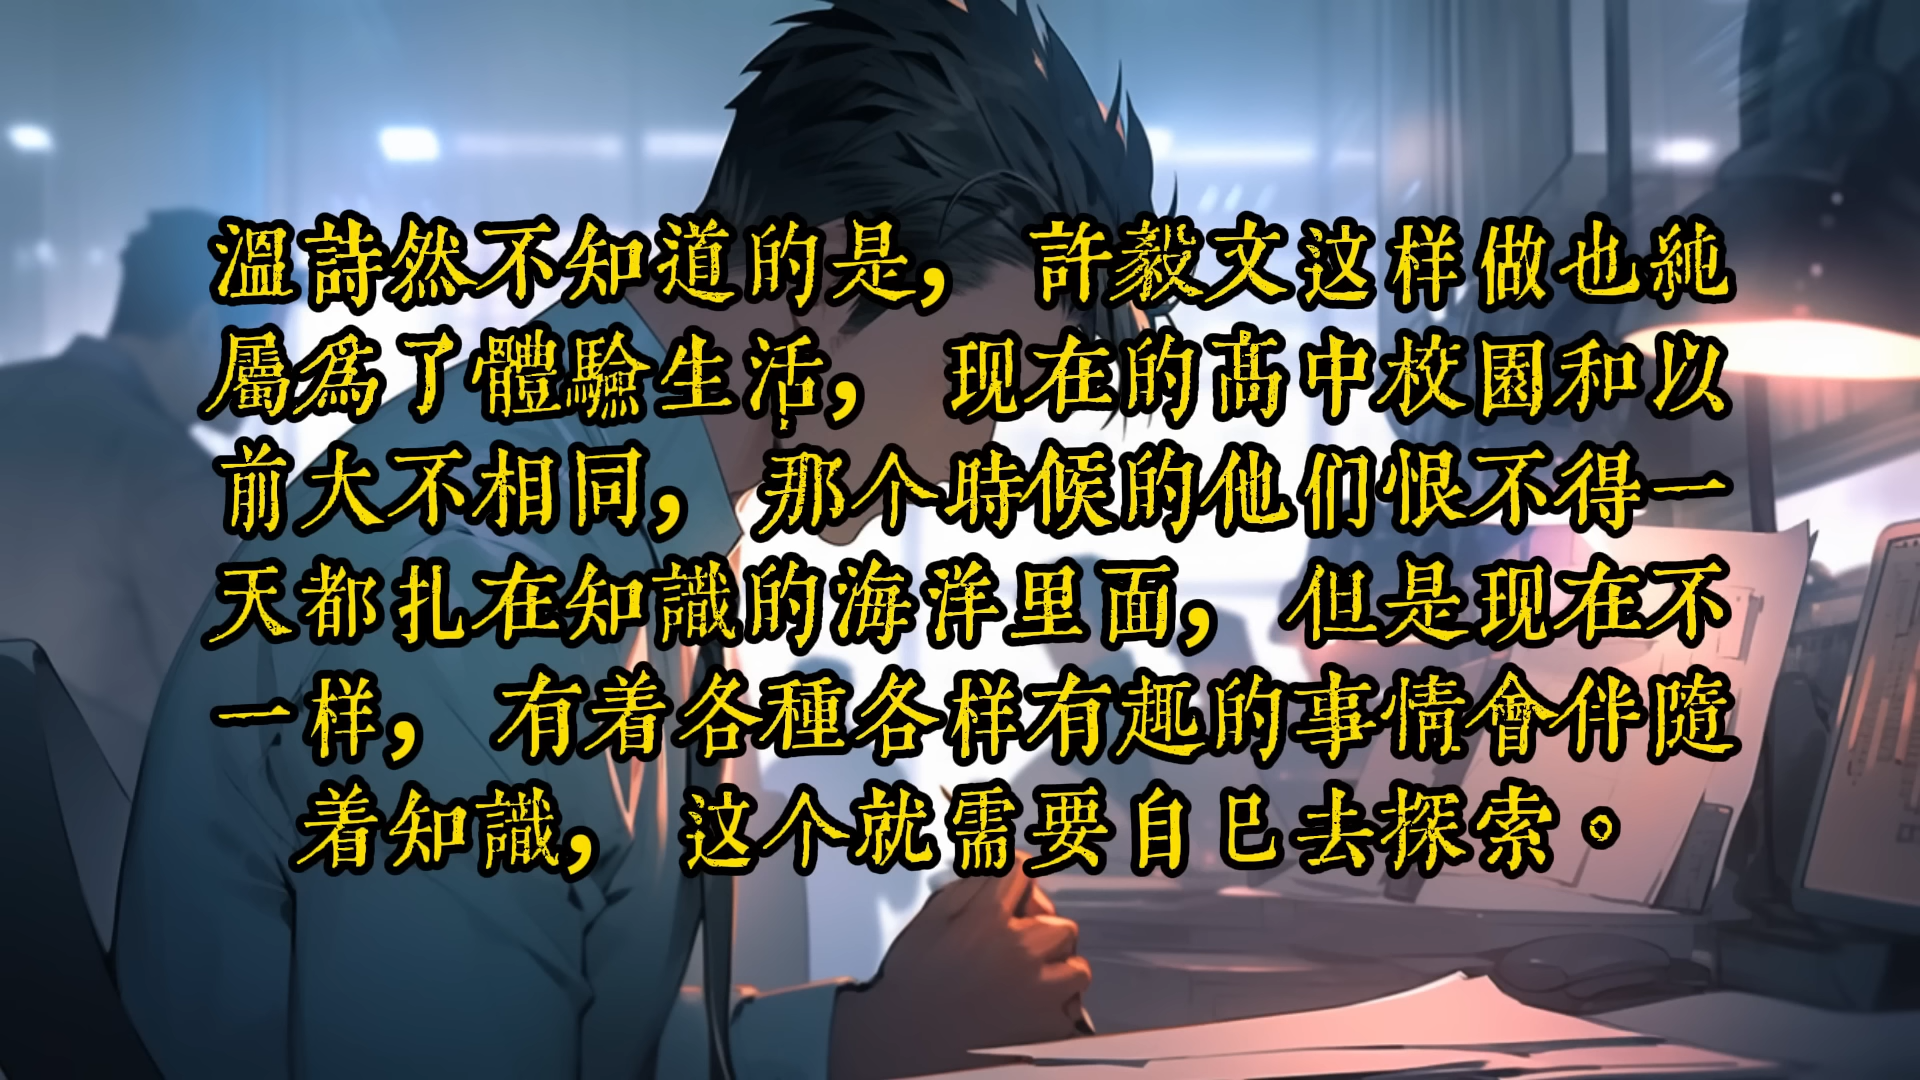 溫詩然不知道的是，許毅文这样做也純
屬爲了體驗生活，现在的高中校園和以
前大不相同，那个時候的他们恨不得一
天都扎在知識的海洋里面，但是现在不
一样，有着各種各样有趣的事情會伴隨
着知識，这个就需要自已去探索。